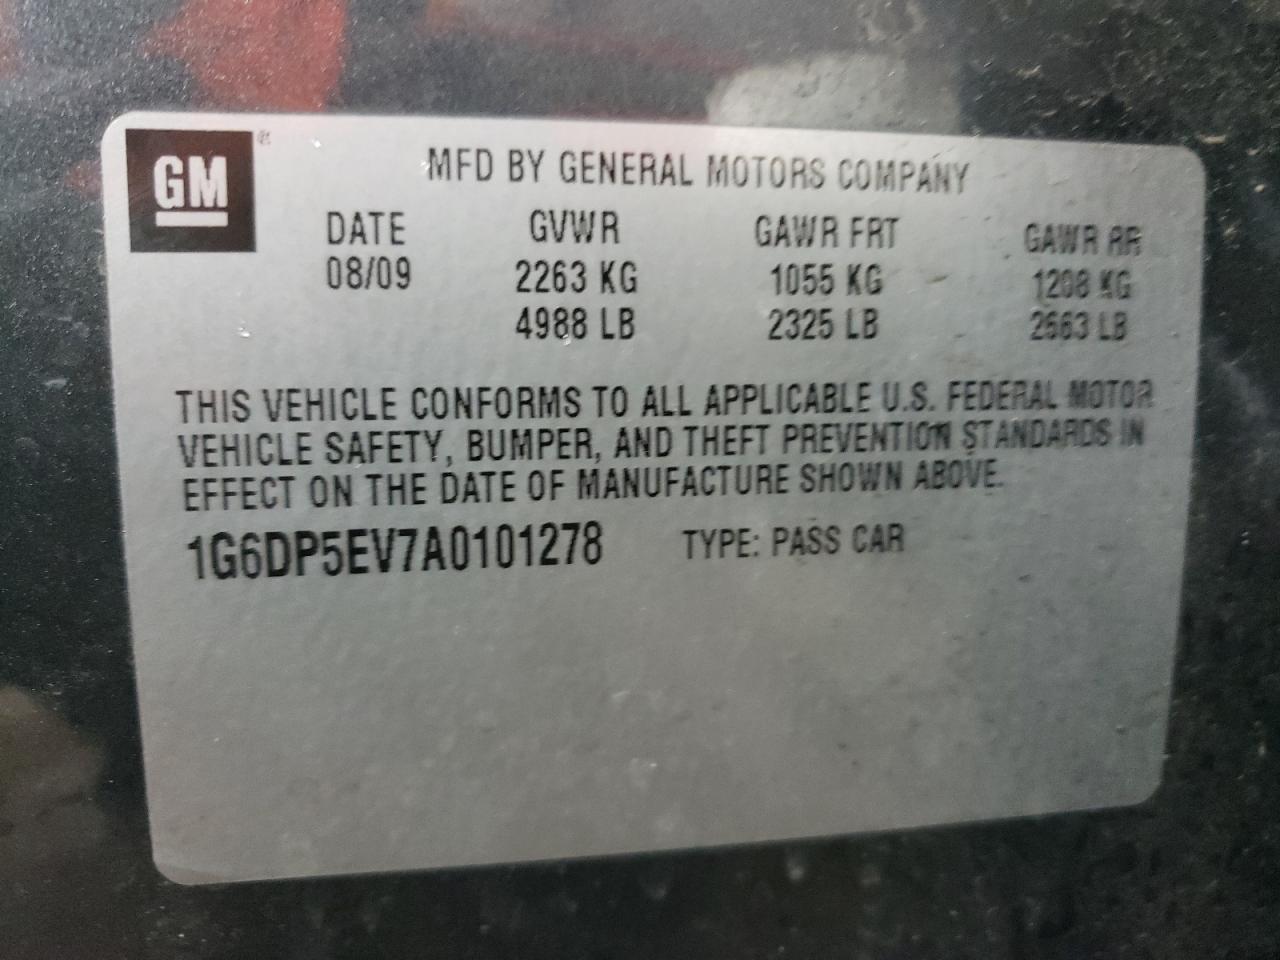 GM®
MFD BY GENERAL MOTORS COMPANY
DATE GVWR GAWR FRT GAWR RR
08/09 2263 KG 1055 KG 1208 KG
4988 LB 2325 LB 2663 LB
THIS VEHICLE CONFORMS TO ALL APPLICABLE U.S. FEDERAL MOTOR
VEHICLE SAFETY, BUMPER, AND THEFT PREVENTION STANDARDS IN
EFFECT ON THE DATE OF MANUFACTURE SHOWN ABOVE.
1G6DP5EV7A0101278 TYPE: PASS CAR